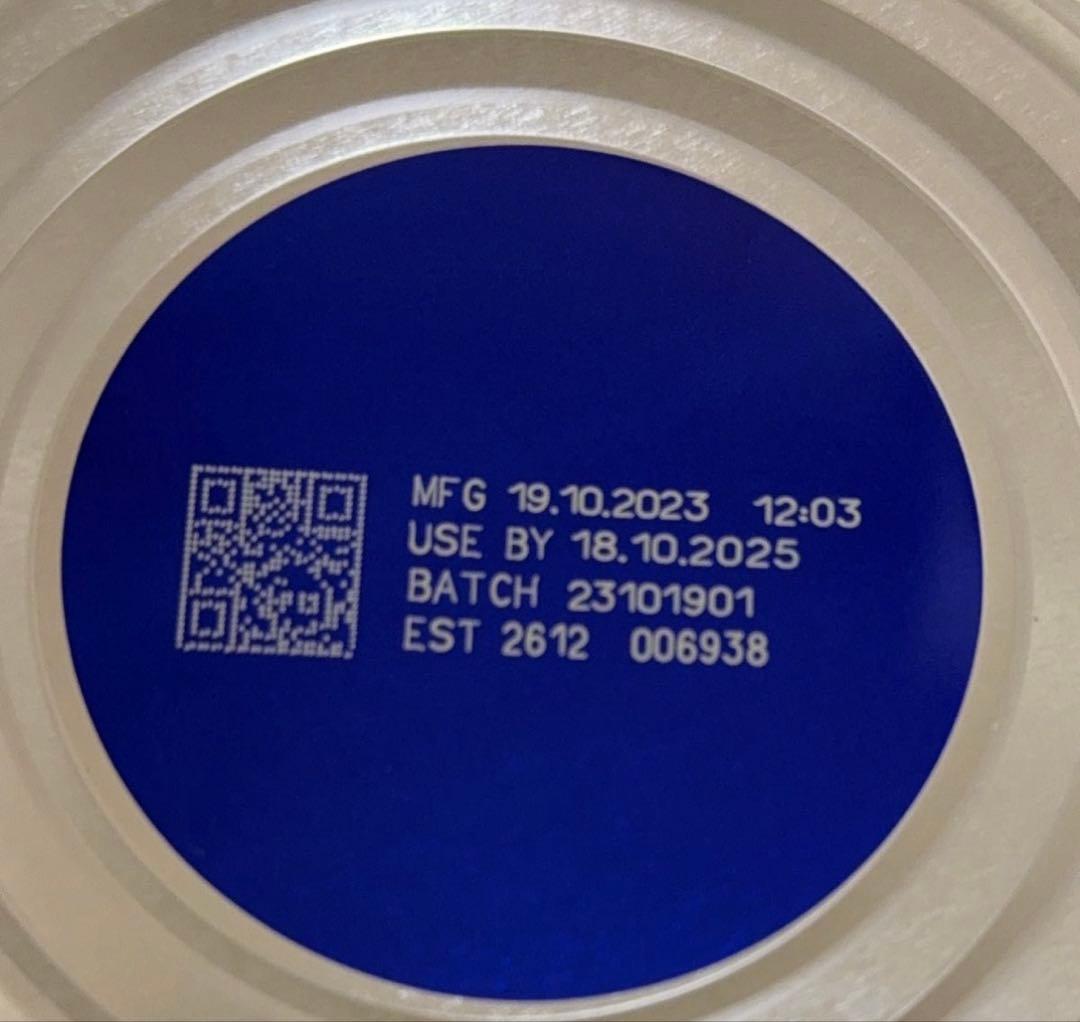 MFG 19.10.2023 12:03
USE BY 18.10.2025
BATCH 23101901
EST 2612 006938